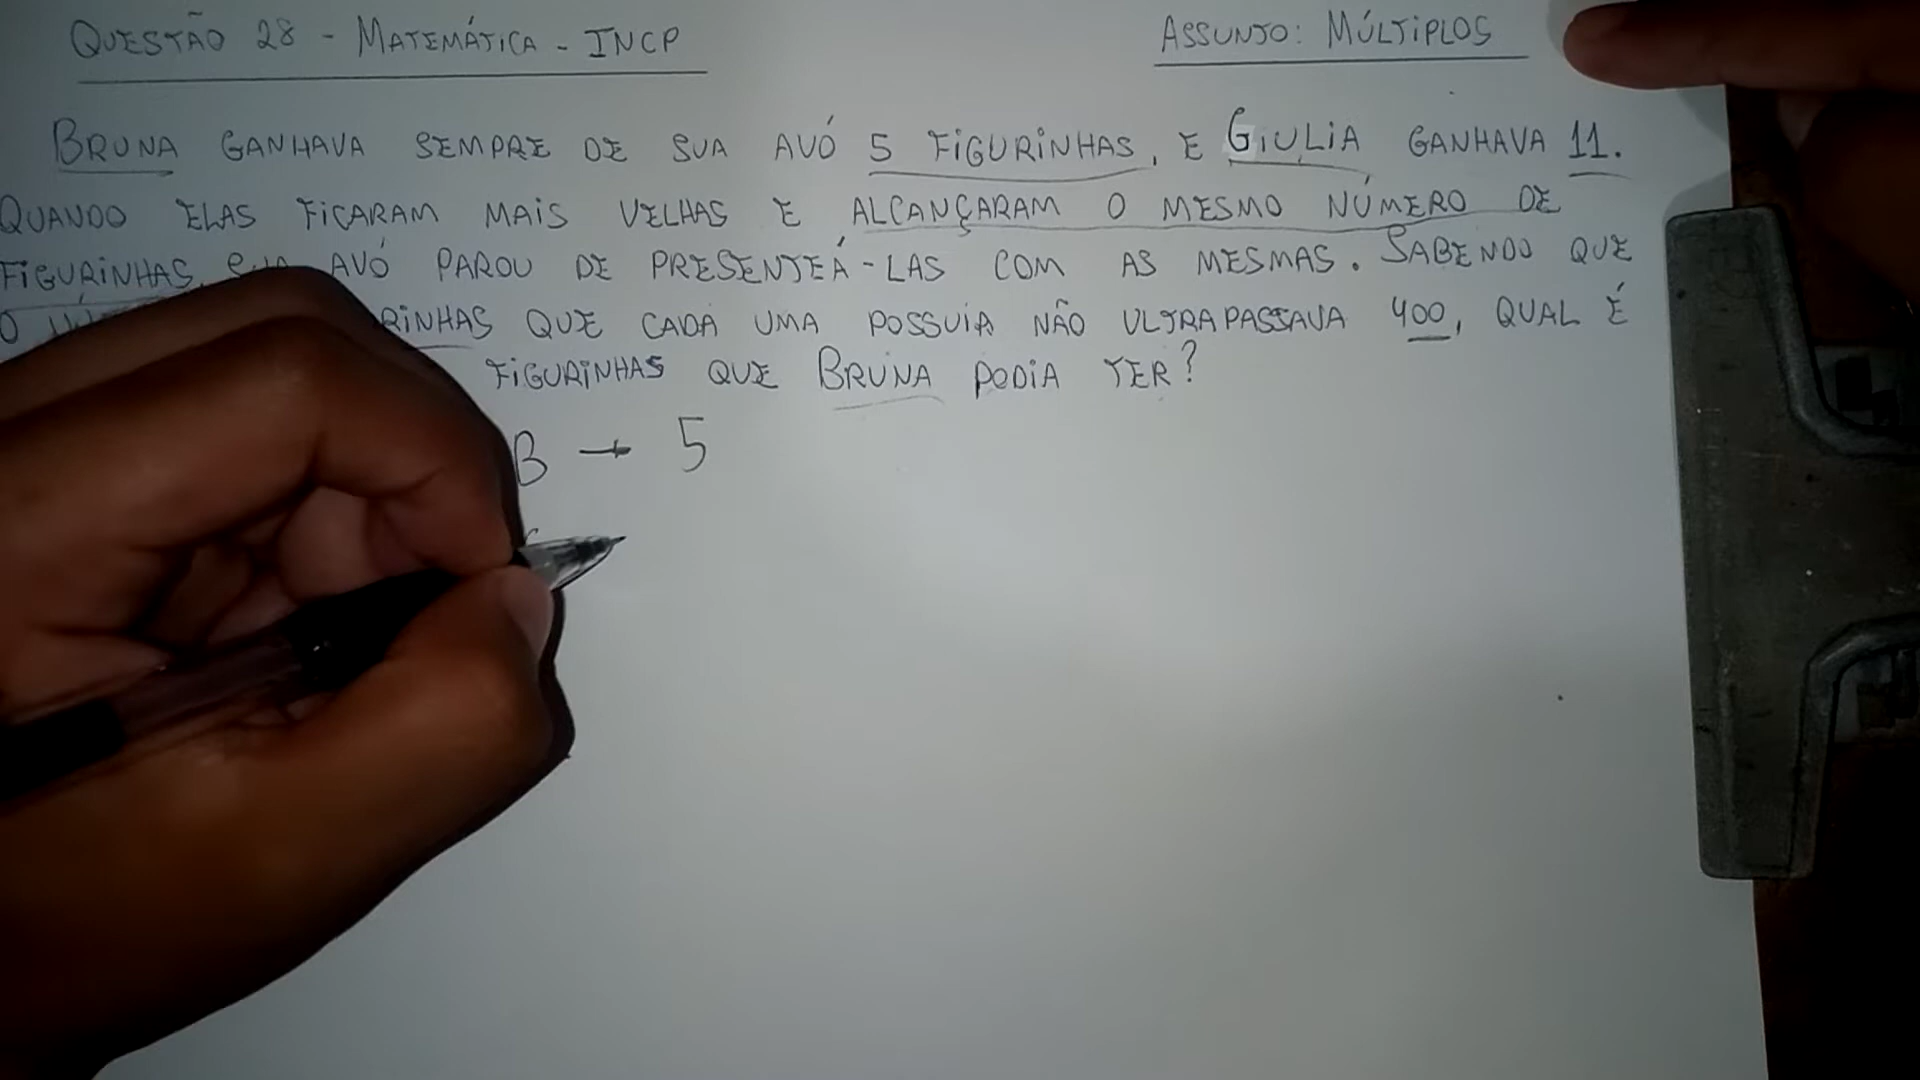 QUESTÃO 28 - MATEMÁTICA - INCP
ASSUNTO: MÚLTIPLOS
BRUNA GANHAVA SEMPRE DE SUA AVÓ 5 FIGURINHAS, E GIULIA GANHAVA 11.
QUANDO ELAS FICARAM MAIS VELHAS E ALCANÇARAM O MESMO NÚMERO DE
FIGURINHAS, AVÓ PAROU DE PRESENTEÁ-LAS COM AS MESMAS. SABENDO QUE
O RINHAS QUE CADA UMA POSSUÍA NÃO ULTRAPASSAVA 400, QUAL É
FIGURINHAS QUE BRUNA PODIA TER?
B → 5